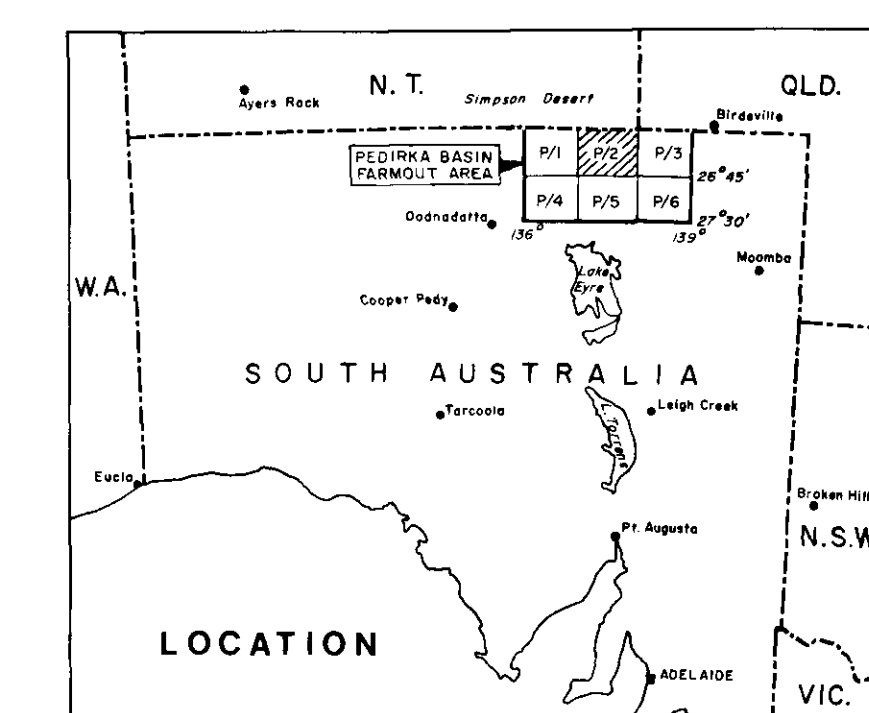 N. T.
QLD.
Ayers Rock
Simpson Desert
Birdsville
PEDIRKA BASIN
FARMOUT AREA
P/1 P/2 P/3
26°45'
P/4 P/5 P/6
27°30'
Oodnadatta
136°
139°
Moomba
Lake
Eyre
W.A.
Cooper Pedy
SOUTH AUSTRALIA
Tarcoola
Leigh Creek
L. Torrens
Eucla
Broken Hill
Pt. Augusta
N.S.W
LOCATION
ADELAIDE
VIC.